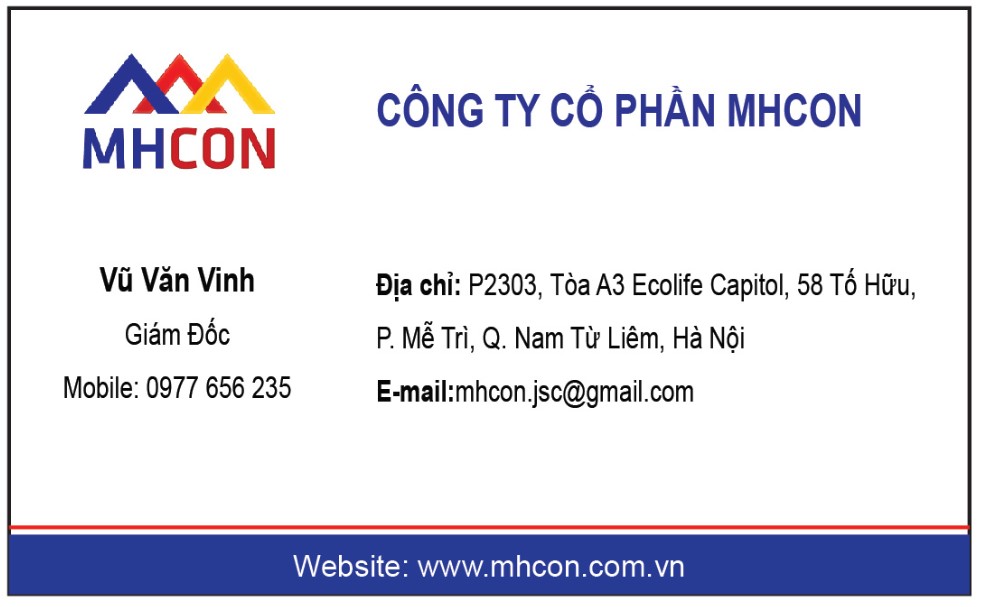 MHCON
CÔNG TY CỔ PHẦN MHCON
Vũ Văn Vinh
Giám Đốc
Mobile: 0977 656 235
Địa chỉ: P2303, Tòa A3 Ecolife Capitol, 58 Tố Hữu,
P. Mễ Trì, Q. Nam Từ Liêm, Hà Nội
E-mail:mhcon.jsc@gmail.com
Website: www.mhcon.com.vn